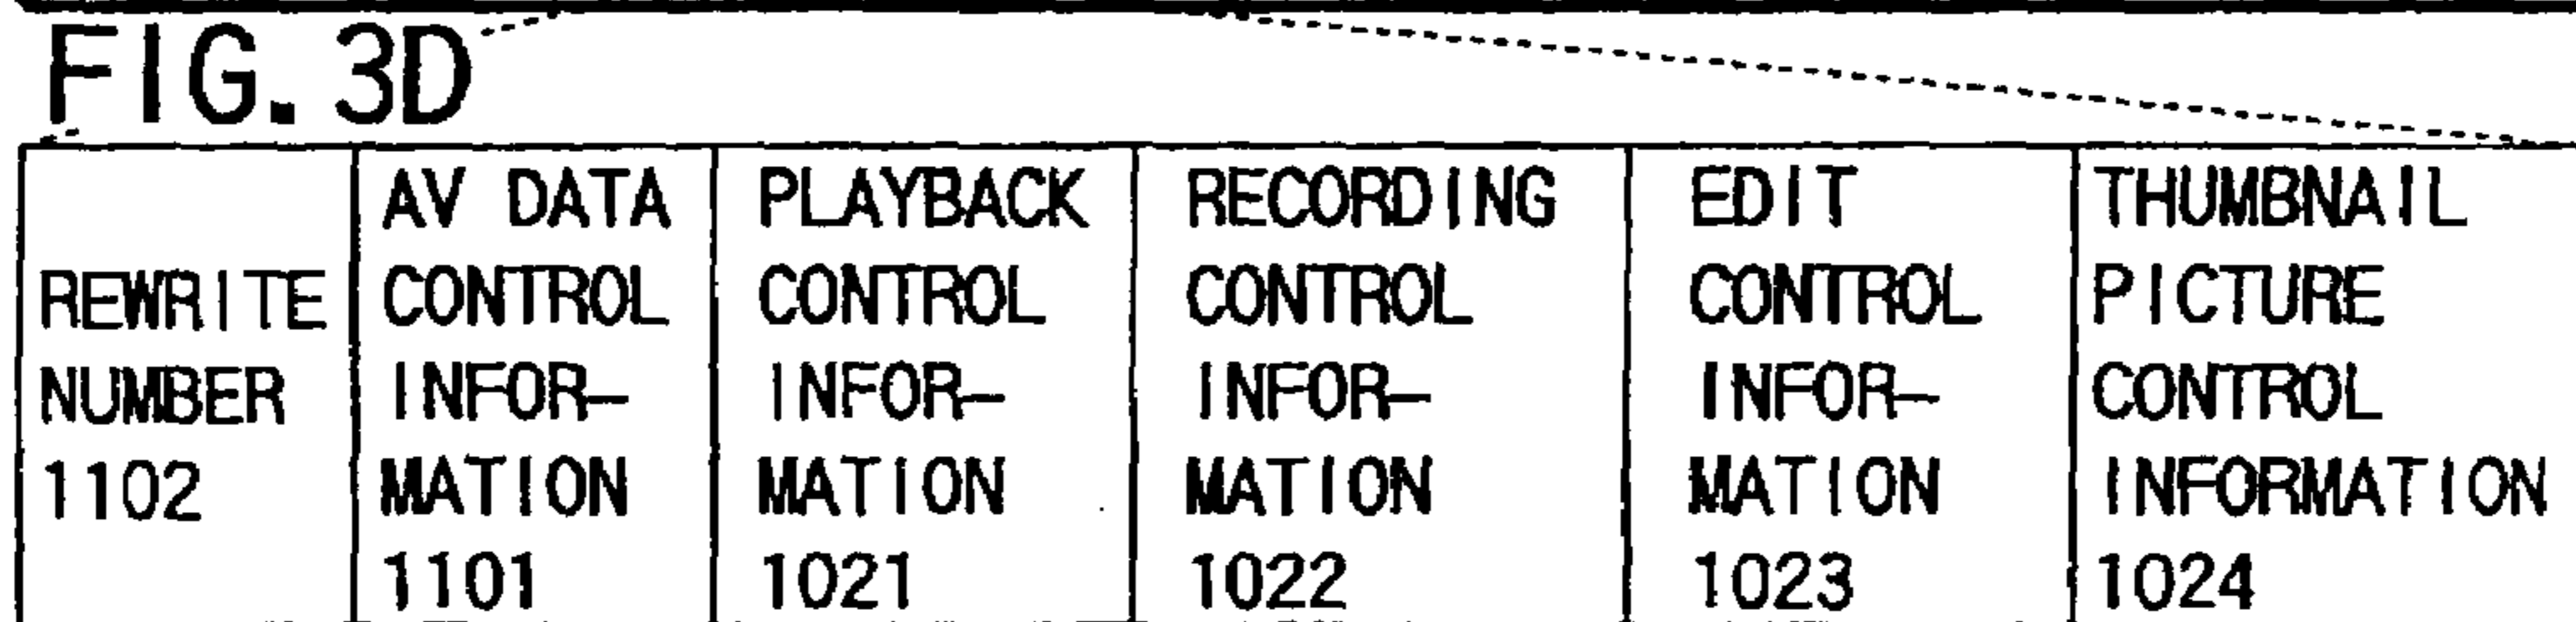 FIG. 3D
REWRITE
NUMBER
1102
AV DATA
CONTROL
INFOR-
MATION
1101
PLAYBACK
CONTROL
INFOR-
MATION
1021
RECORDING
CONTROL
INFOR-
MATION
1022
EDIT
CONTROL
INFOR-
MATION
1023
THUMBNAIL
PICTURE
CONTROL
INFORMATION
1024